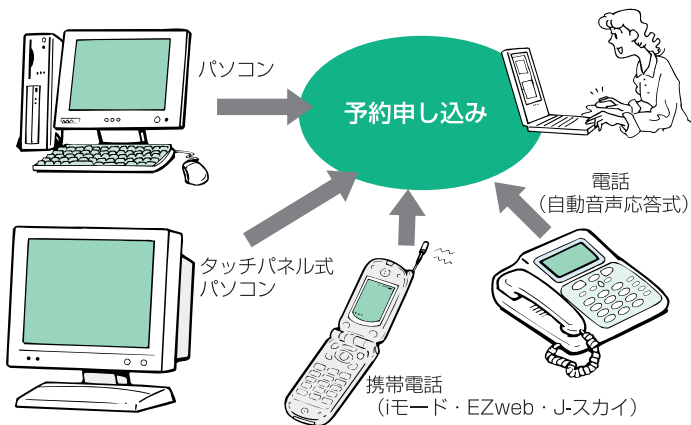 パソコン
予約申し込み
電話
（自動音声応答式）
タッチパネル式
パソコン
携帯電話
（iモード・EZweb・J-スカイ）